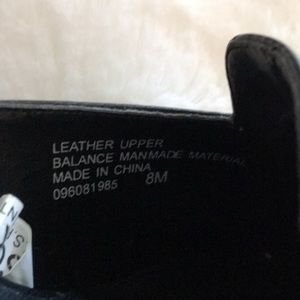 LEATHER UPPER
BALANCE MANMADE MATERIAL
MADE IN CHINA
096081985 8M